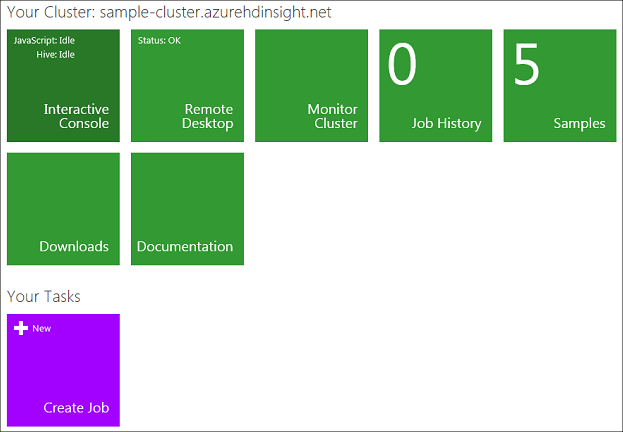 Your Cluster: sample-cluster.azurehdinsight.net
JavaScript: Idle
Hive: Idle
Interactive
Console
Status: OK
Remote
Desktop
Monitor
Cluster
0
Job History
5
Samples
Downloads
Documentation
Your Tasks
New
Create Job